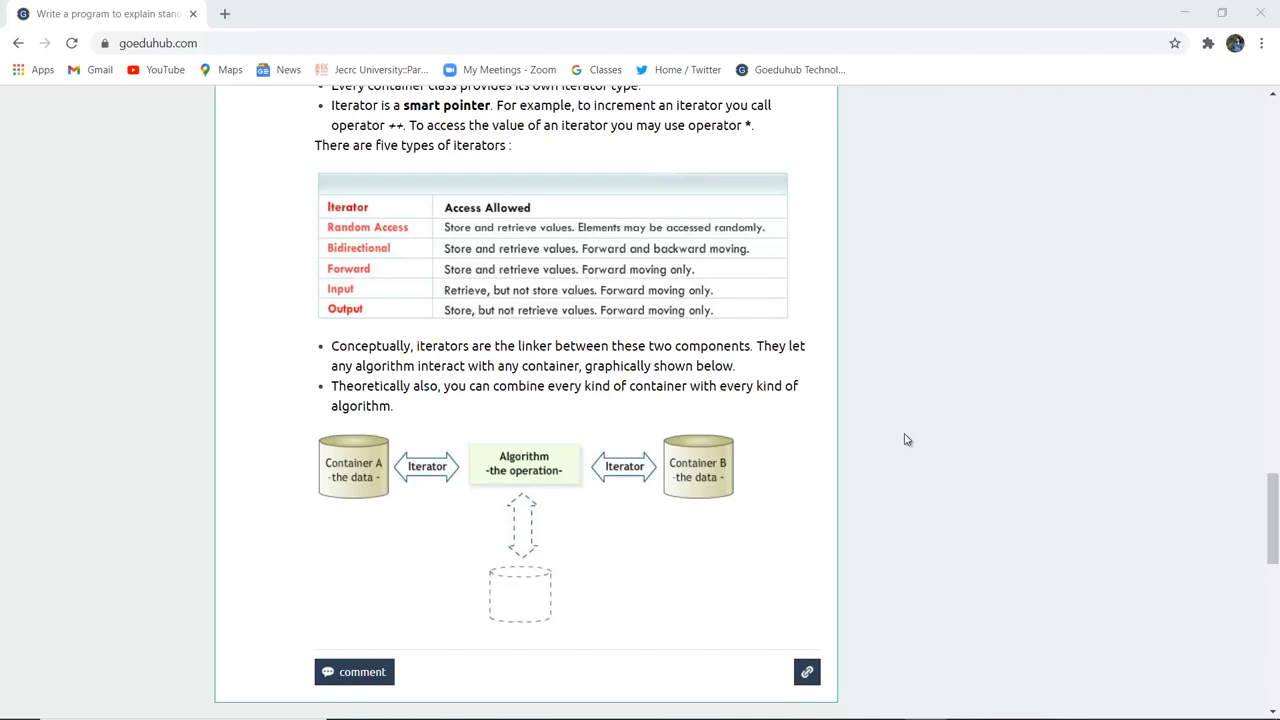 Write a program to explain stand
goeduhub.com
Apps Gmail YouTube Maps News Jecrc University::Par... My Meetings - Zoom Classes Home / Twitter Goeduhub Technol...
Every container class provides its own iterator type.
Iterator is a smart pointer. For example, to increment an iterator you call
operator ++. To access the value of an iterator you may use operator *.
There are five types of iterators :
Iterator Access Allowed
Random Access Store and retrieve values. Elements may be accessed randomly.
Bidirectional Store and retrieve values. Forward and backward moving.
Forward Store and retrieve values. Forward moving only.
Input Retrieve, but not store values. Forward moving only.
Output Store, but not retrieve values. Forward moving only.
Conceptually, iterators are the linker between these two components. They let
any algorithm interact with any container, graphically shown below.
Theoretically also, you can combine every kind of container with every kind of
algorithm.
Container A
-the data -
Iterator
Algorithm
-the operation-
Iterator
Container B
-the data -
comment